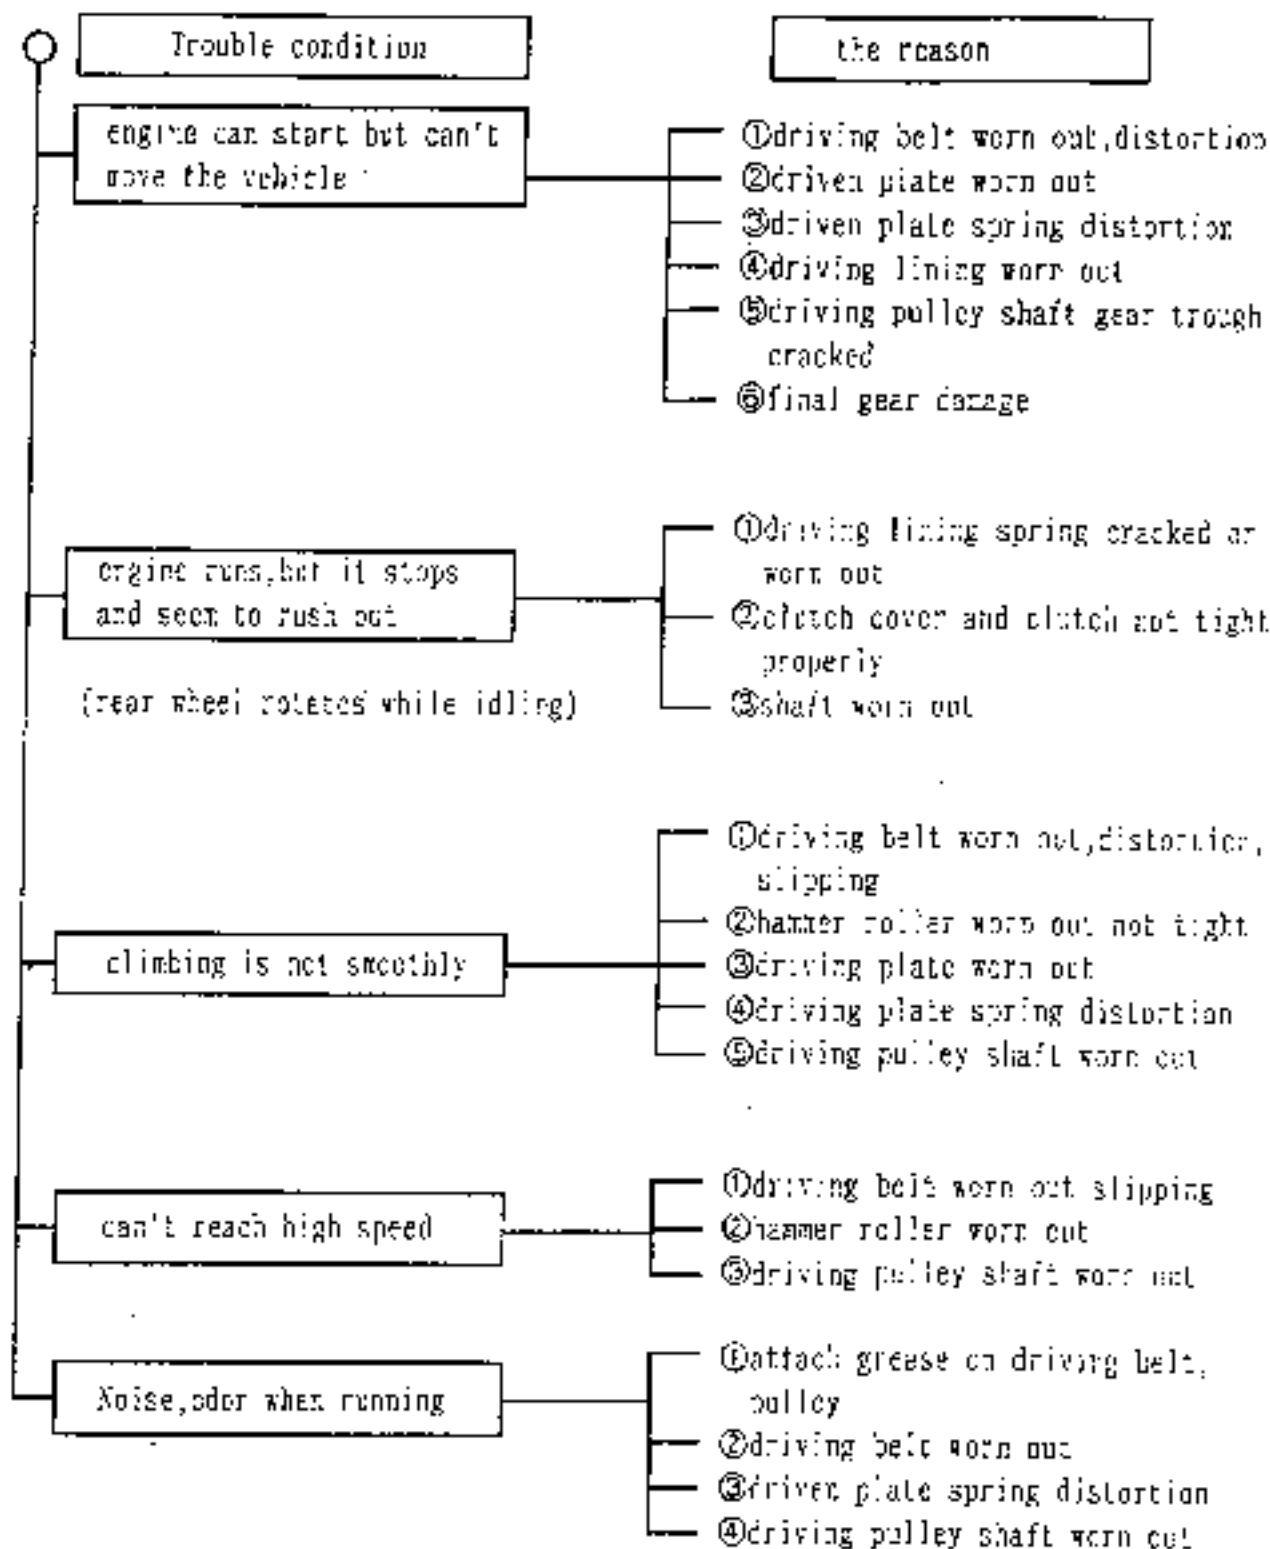 Trouble condition
the reason
engine can start but can't
move the vehicle
①driving belt worn out,distortion
②driven plate worn out
③driven plate spring distortion
④driving lining worn out
⑤driving pulley shaft gear trough
cracked
⑥final gear damage
engine runs,but it stops
and seem to rush out
(rear wheel rotates while idling)
①driving lining spring cracked or
worn out
②clutch cover and clutch not tight
properly
③shaft worn out
climbing is not smoothly
①driving belt worn out,distortion,
slipping
②hammer roller worn out not tight
③driving plate worn out
④driving plate spring distortion
⑤driving pulley shaft worn out
can't reach high speed
①driving belt worn out slipping
②hammer roller worn out
③driving pulley shaft worn out
Noise,odor when running
①attach grease on driving belt,
pulley
②driving belt worn out
③driven plate spring distortion
④driving pulley shaft worn out